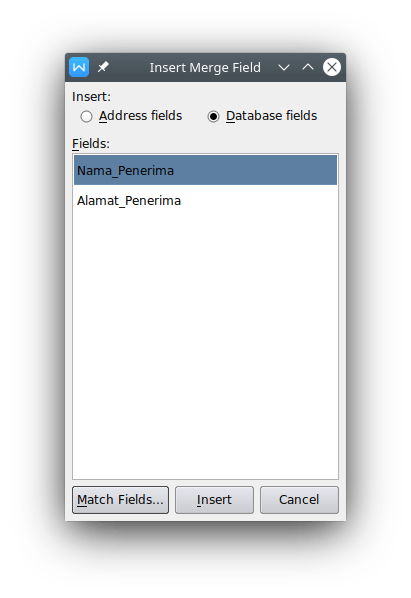 Insert Merge Field
Insert:
Address fields Database fields
Fields:
Nama_Penerima
Alamat_Penerima
Match Fields... Insert Cancel